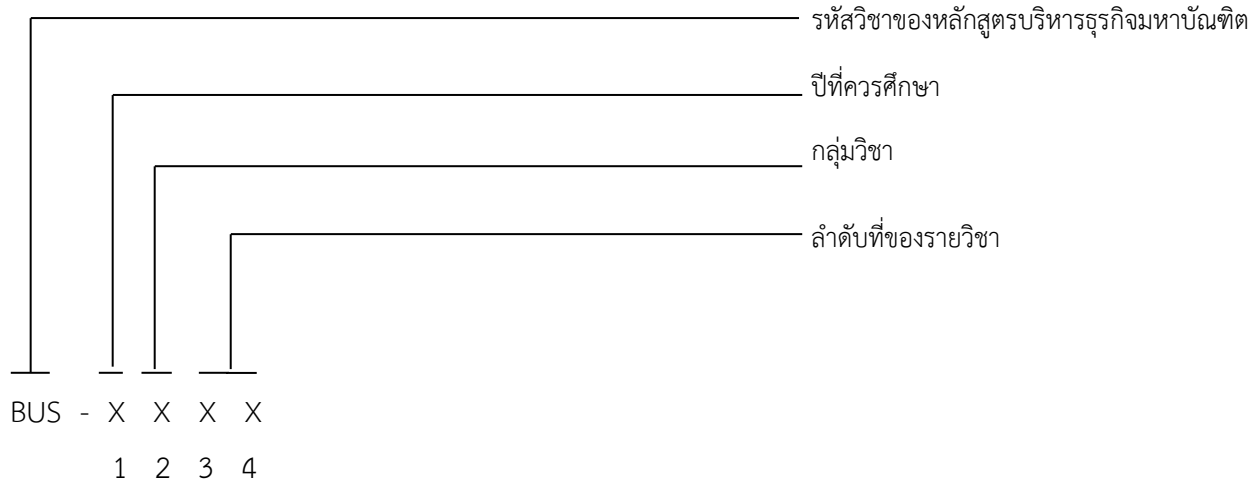 รหัสวิชาของหลักสูตรบริหารธุรกิจมหาบัณฑิต
ปีที่ควรศึกษา
กลุ่มวิชา
ลำดับที่ของรายวิชา
BUS - X X X X
1 2 3 4